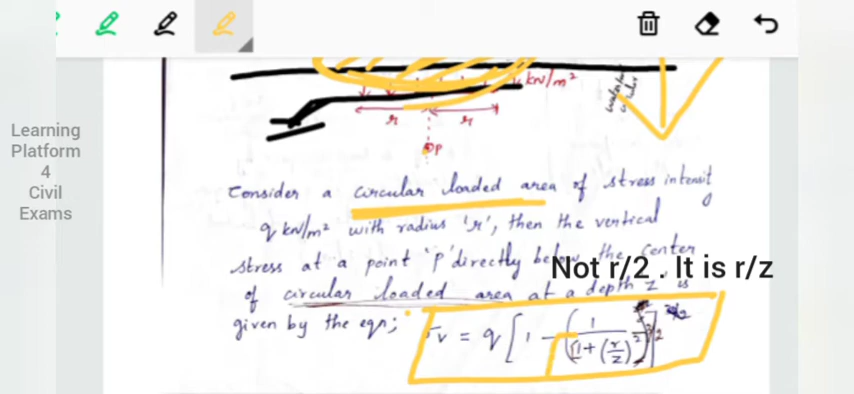 kN/m²
r r
P
Learning
Platform
4
Civil
Exams
Consider a circular loaded area of stress intensity
q kN/m² with radius 'r', then the vertical
stress at a point 'P' directly below the center
Not r/2 . It is r/z
of circular loaded area at a depth z is
given by the eqn; σv = q [1 - (1 / (1 + (r/z)²))^3/2]